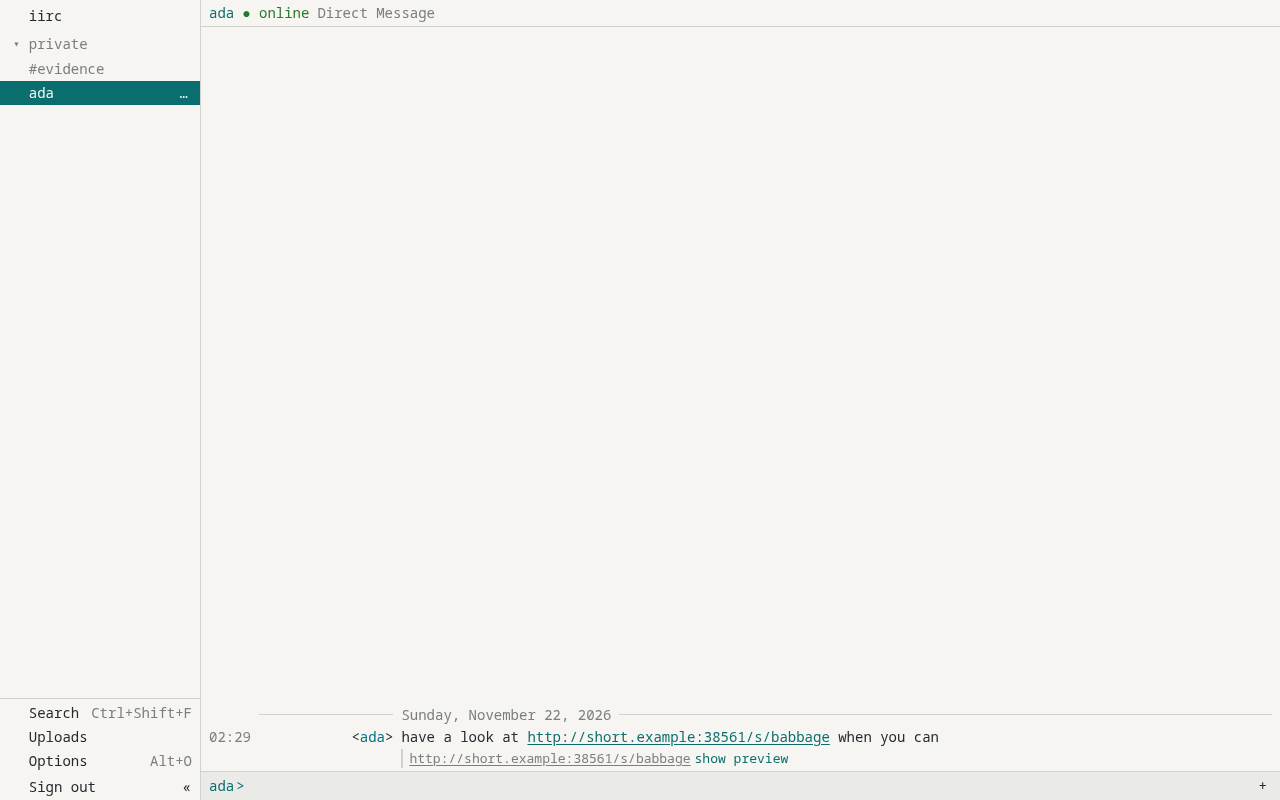 iirc
▾ private
#evidence
ada …
Search Ctrl+Shift+F
Uploads
Options Alt+O
Sign out «
ada ● online Direct Message
Sunday, November 22, 2026
02:29 <ada> have a look at http://short.example:38561/s/babbage when you can
http://short.example:38561/s/babbage show preview
ada> +